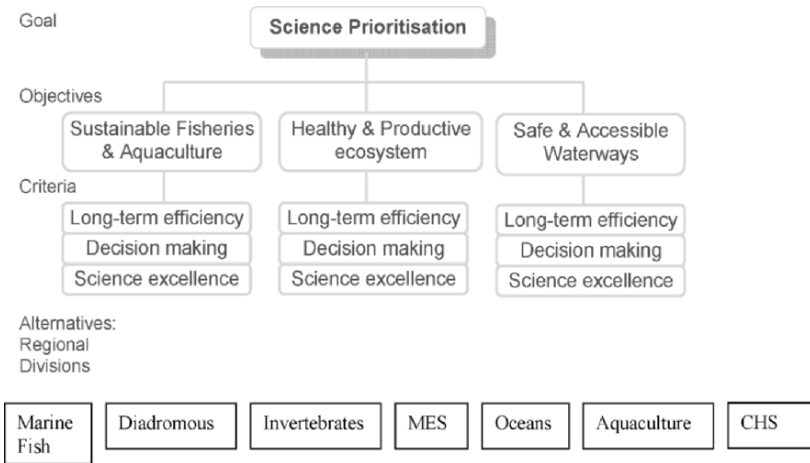 Goal
Science Prioritisation
Objectives
Sustainable Fisheries
& Aquaculture
Healthy & Productive
ecosystem
Safe & Accessible
Waterways
Criteria
Long-term efficiency
Decision making
Science excellence
Long-term efficiency
Decision making
Science excellence
Long-term efficiency
Decision making
Science excellence
Alternatives:
Regional
Divisions
Marine
Fish
Diadromous
Invertebrates
MES
Oceans
Aquaculture
CHS